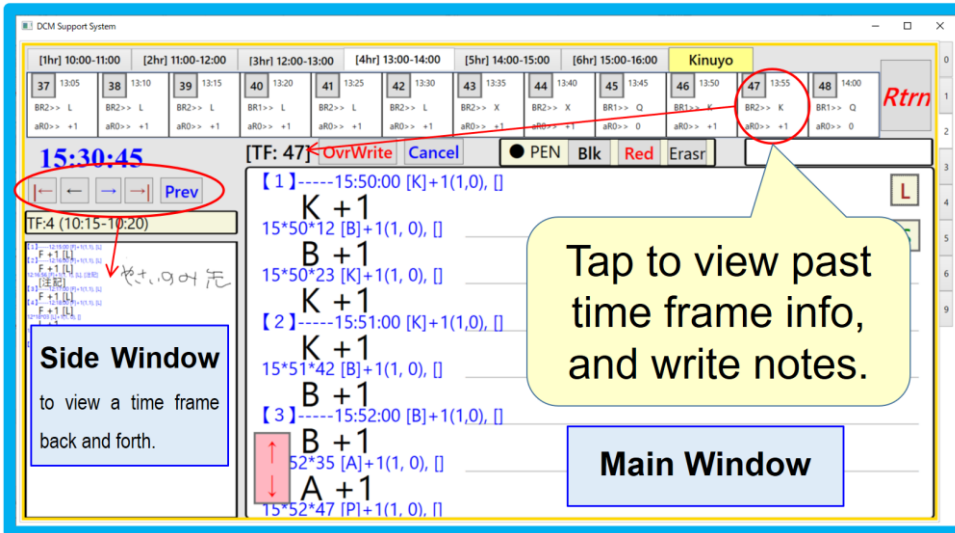 DCM Support System
[1hr] 10:00-11:00 [2hr] 11:00-12:00 [3hr] 12:00-13:00 [4hr] 13:00-14:00 [5hr] 14:00-15:00 [6hr] 15:00-16:00 Kinuyo
37 13:05 38 13:10 39 13:15 40 13:20 41 13:25 42 13:30 43 13:35 44 13:40 45 13:45 46 13:50 47 13:55 48 14:00
BR2>> L BR2>> L BR2>> L BR1>> L BR2>> L BR2>> L BR2>> X BR2>> X BR1>> Q BR1>> K BR2>> K BR1>> Q
aR0>> +1 aR0>> +1 aR0>> +1 aR0>> +1 aR0>> +1 aR0>> +1 aR0>> +1 aR0>> +1 aR0>> 0 aR0>> +1 aR0>> +1 aR0>> 0
Rtrn
0
1
2
3
4
5
6
9
15:30:45
|← ← → →| Prev
TF:4 (10:15-10:20)
F +1 [L]
F +1 [L]
[注記]
F +1 [L]
F +1 [L]
Side Window
to view a time frame
back and forth.
[TF: 47] OvrWrite Cancel ● PEN Blk Red Erasr
【1】-----15:50:00 [K]+1(1,0), []
K +1
15*50*12 [B]+1(1, 0), []
B +1
15*50*23 [K]+1(1, 0), []
K +1
【2】-----15:51:00 [K]+1(1,0), []
K +1
15*51*42 [B]+1(1, 0), []
B +1
【3】-----15:52:00 [B]+1(1,0), []
B +1
52*35 [A]+1(1, 0), []
A +1
15*52*47 [P]+1(1, 0), []
↑
↓
L
Tap to view past
time frame info,
and write notes.
Main Window